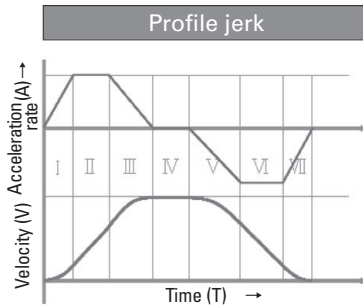 Profile jerk
Acceleration
rate (A) →
Velocity (V)
I II III IV V VI VII
Time (T) →